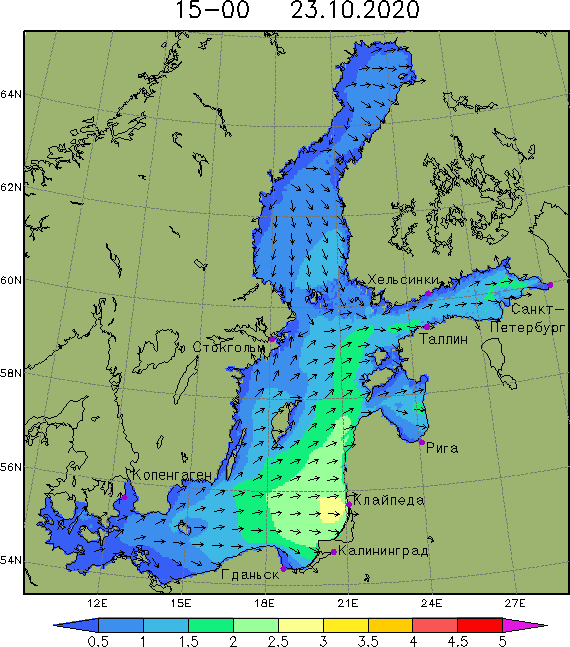 15-00 23.10.2020
64N
62N
60N
58N
56N
54N
Хельсинки
Санкт-
Петербург
Таллин
Стокгольм
Рига
Копенгаген
Клайпеда
Калининград
Гданьск
12E 15E 18E 21E 24E 27E
0.5 1 1.5 2 2.5 3 3.5 4 4.5 5